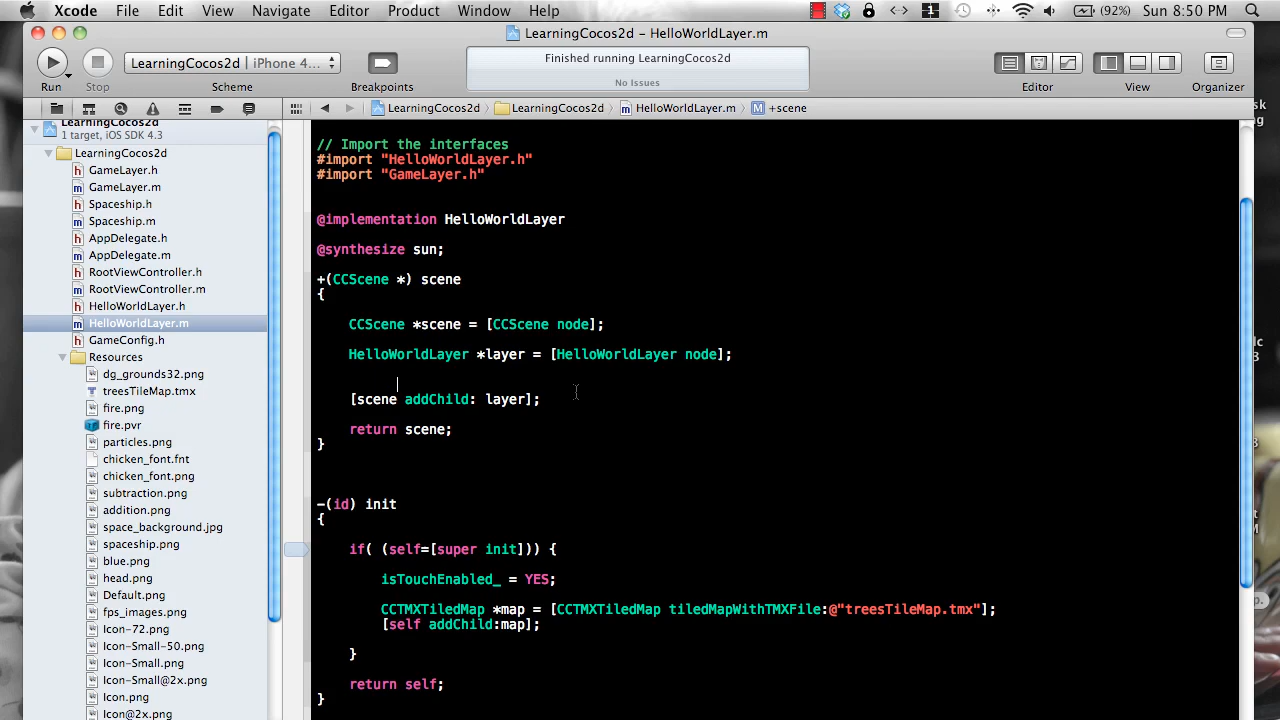 Xcode File Edit View Navigate Editor Product Window Help 1 (92%) Sun 8:50 PM
LearningCocos2d – HelloWorldLayer.m
LearningCocos2d | iPhone 4...
Finished running LearningCocos2d
No Issues
Run Stop Scheme Breakpoints Editor View Organizer
LearningCocos2d LearningCocos2d HelloWorldLayer.m M +scene
LearningCocos2d
1 target, iOS SDK 4.3
LearningCocos2d
GameLayer.h
GameLayer.m
Spaceship.h
Spaceship.m
AppDelegate.h
AppDelegate.m
RootViewController.h
RootViewController.m
HelloWorldLayer.h
HelloWorldLayer.m
GameConfig.h
Resources
dg_grounds32.png
treesTileMap.tmx
fire.png
fire.pvr
particles.png
chicken_font.fnt
chicken_font.png
subtraction.png
addition.png
space_background.jpg
spaceship.png
blue.png
head.png
Default.png
fps_images.png
Icon-72.png
Icon-Small-50.png
Icon-Small.png
Icon-Small@2x.png
Icon.png
Icon@2x.png
// Import the interfaces
#import "HelloWorldLayer.h"
#import "GameLayer.h"
@implementation HelloWorldLayer
@synthesize sun;
+(CCScene *) scene
{
CCScene *scene = [CCScene node];
HelloWorldLayer *layer = [HelloWorldLayer node];
[scene addChild: layer];
return scene;
}
-(id) init
{
if( (self=[super init])) {
isTouchEnabled_ = YES;
CCTMXTiledMap *map = [CCTMXTiledMap tiledMapWithTMXFile:@"treesTileMap.tmx"];
[self addChild:map];
}
return self;
}